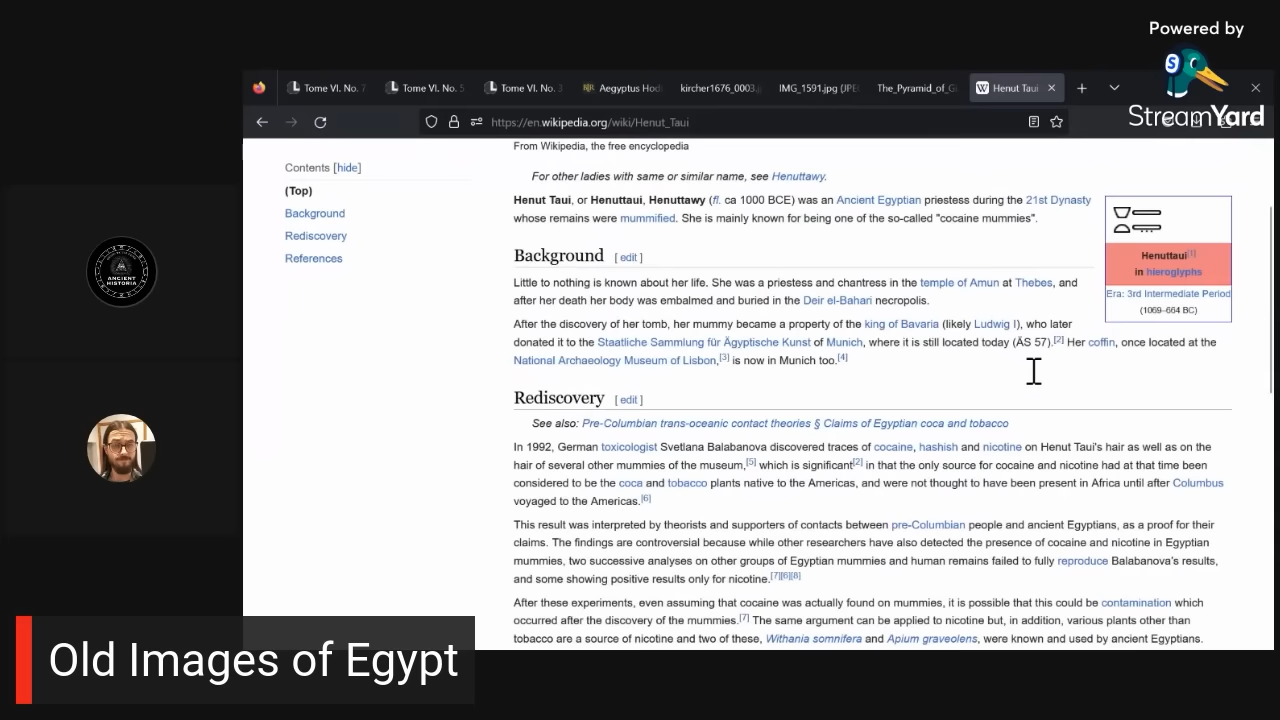 Powered by
StreamYard
Tome VI. No. 7
Tome VI. No. 5
Tome VI. No. 3
Aegyptus Hod
kircher1676_0003.j
IMG_1591.jpg (JPE
The_Pyramid_of_G
Henut Taui
https://en.wikipedia.org/wiki/Henut_Taui
From Wikipedia, the free encyclopedia
Contents [hide]
(Top)
Background
Rediscovery
References
For other ladies with same or similar name, see Henuttawy.
Henut Taui, or Henuttaui, Henuttawy (fl. ca 1000 BCE) was an Ancient Egyptian priestess during the 21st Dynasty
whose remains were mummified. She is mainly known for being one of the so-called "cocaine mummies".
Henuttaui[1]
in hieroglyphs
Era: 3rd Intermediate Period
(1069–664 BC)
Background [ edit ]
Little to nothing is known about her life. She was a priestess and chantress in the temple of Amun at Thebes, and
after her death her body was embalmed and buried in the Deir el-Bahari necropolis.
After the discovery of her tomb, her mummy became a property of the king of Bavaria (likely Ludwig I), who later
donated it to the Staatliche Sammlung für Ägyptische Kunst of Munich, where it is still located today (ÄS 57).[2] Her coffin, once located at the
National Archaeology Museum of Lisbon,[3] is now in Munich too.[4]
Rediscovery [ edit ]
See also: Pre-Columbian trans-oceanic contact theories § Claims of Egyptian coca and tobacco
In 1992, German toxicologist Svetlana Balabanova discovered traces of cocaine, hashish and nicotine on Henut Taui's hair as well as on the
hair of several other mummies of the museum,[5] which is significant[2] in that the only source for cocaine and nicotine had at that time been
considered to be the coca and tobacco plants native to the Americas, and were not thought to have been present in Africa until after Columbus
voyaged to the Americas.[6]
This result was interpreted by theorists and supporters of contacts between pre-Columbian people and ancient Egyptians, as a proof for their
claims. The findings are controversial because while other researchers have also detected the presence of cocaine and nicotine in Egyptian
mummies, two successive analyses on other groups of Egyptian mummies and human remains failed to fully reproduce Balabanova's results,
and some showing positive results only for nicotine.[7][6][8]
After these experiments, even assuming that cocaine was actually found on mummies, it is possible that this could be contamination which
occurred after the discovery of the mummies.[7] The same argument can be applied to nicotine but, in addition, various plants other than
tobacco are a source of nicotine and two of these, Withania somnifera and Apium graveolens, were known and used by ancient Egyptians.
ANCIENT
HISTORIA
Old Images of Egypt